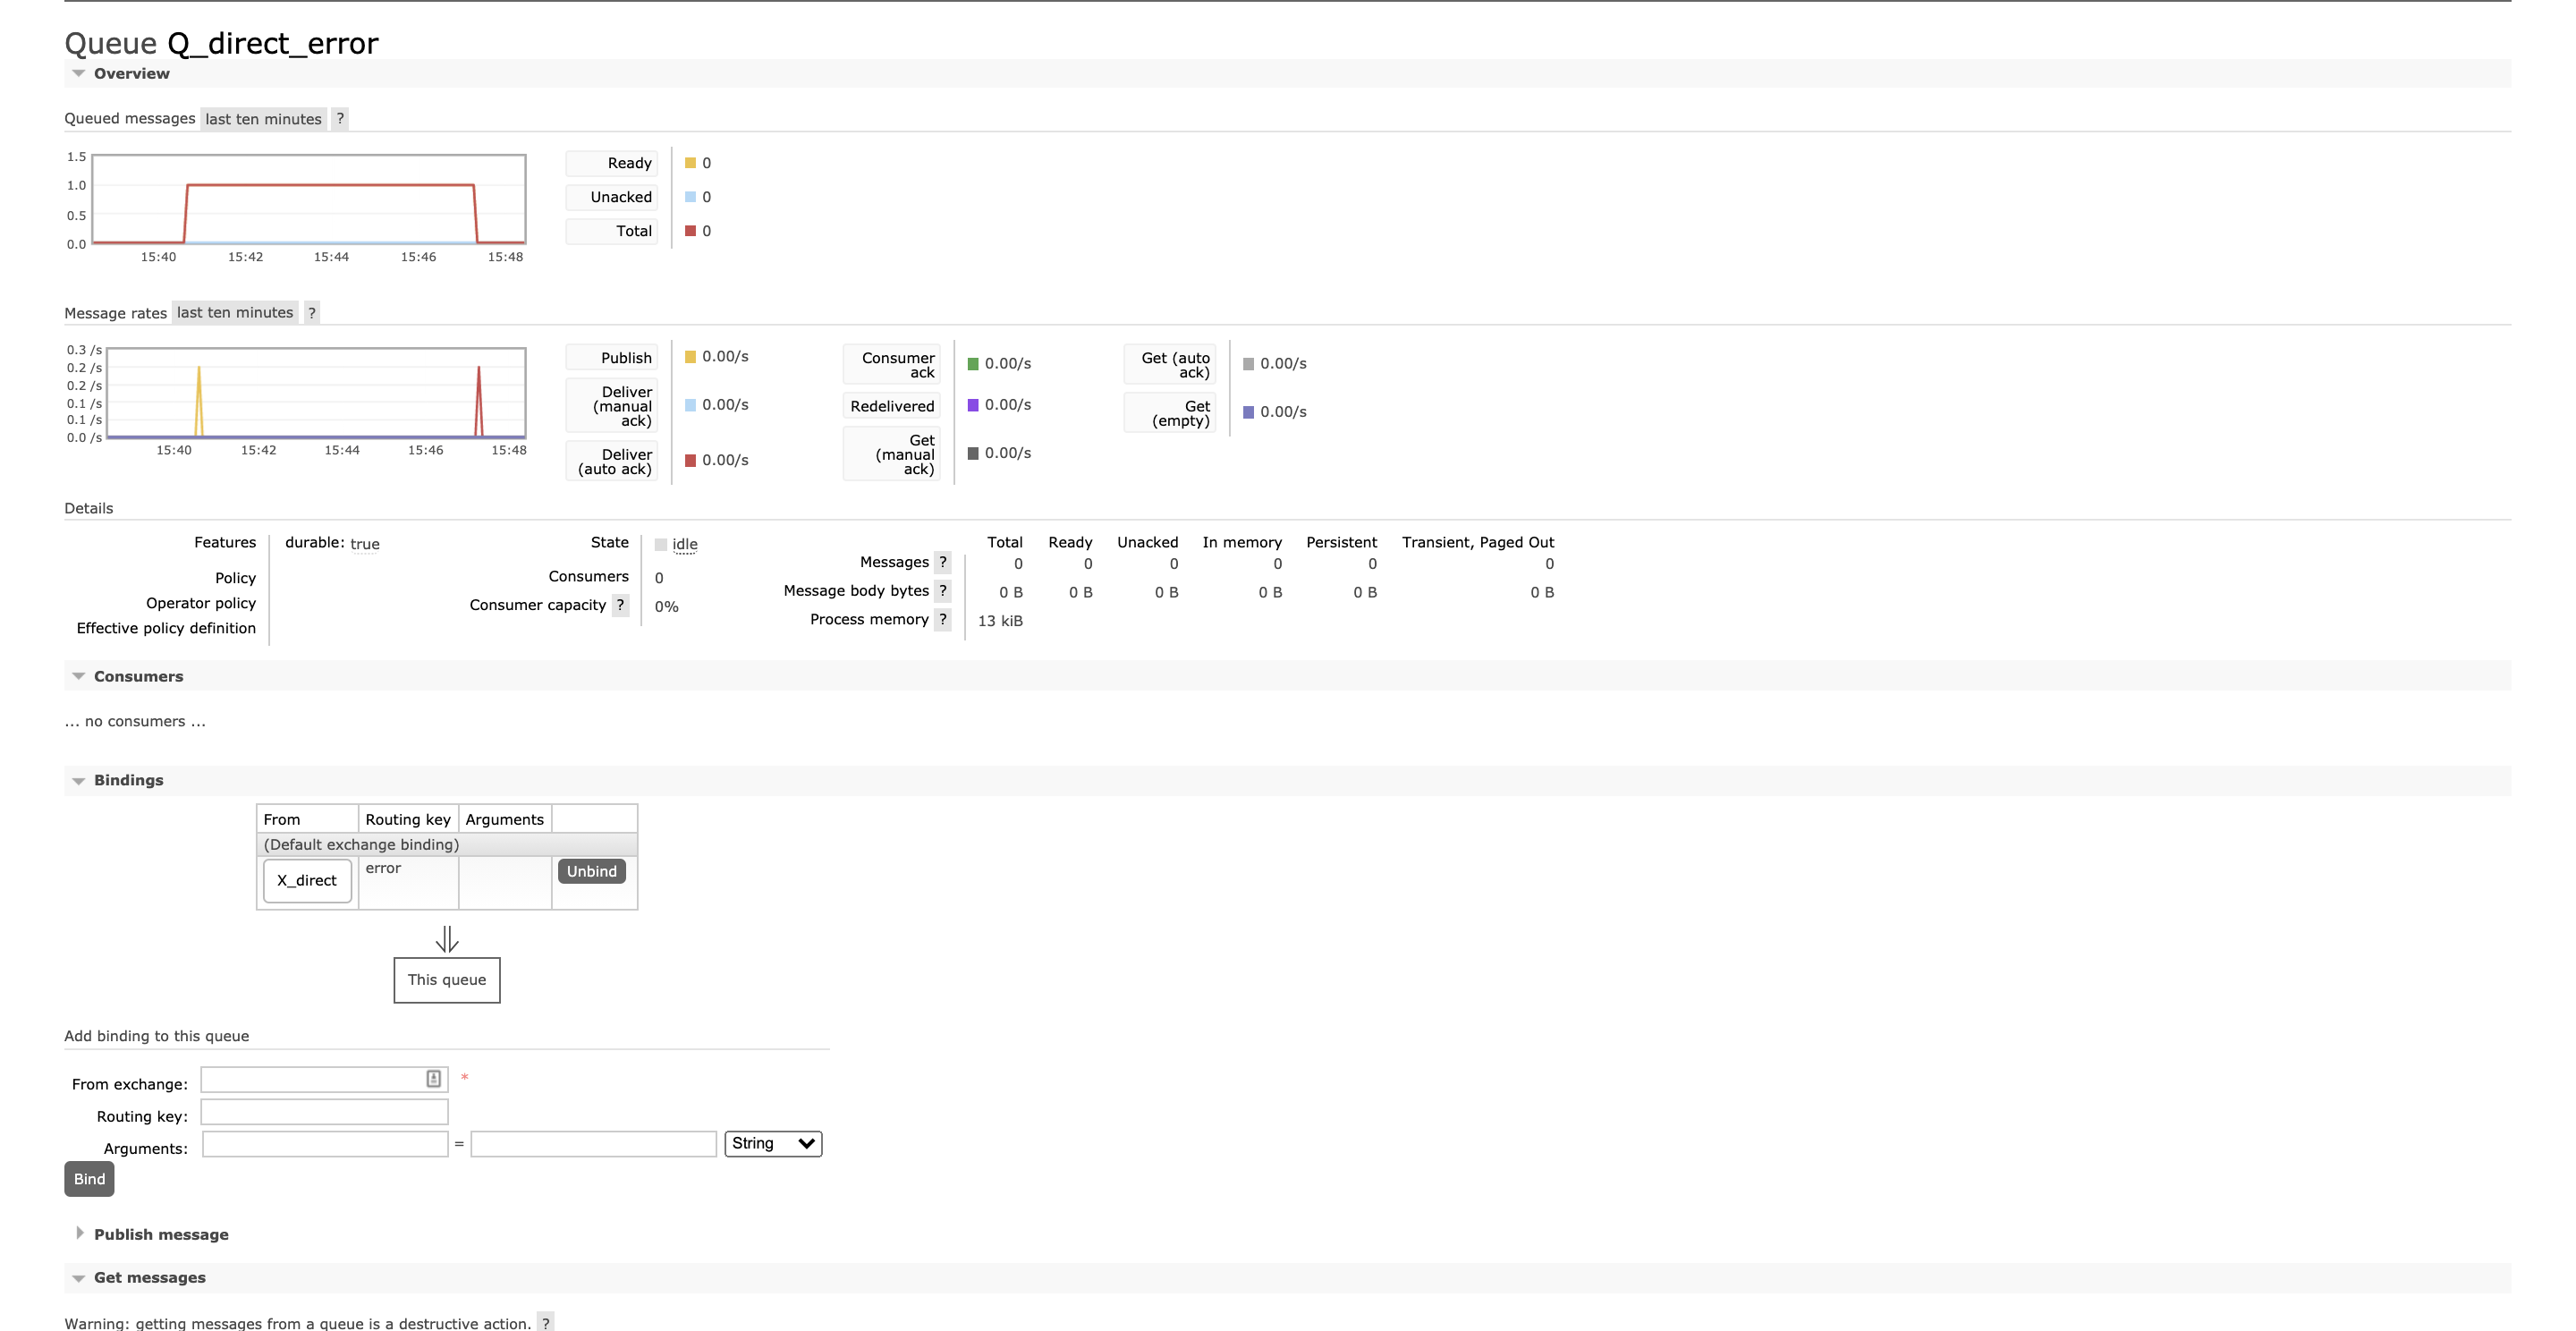 Queue Q_direct_error
Overview
Queued messages last ten minutes ?
1.5
1.0
0.5
0.0
15:40 15:42 15:44 15:46 15:48
Ready 0
Unacked 0
Total 0
Message rates last ten minutes ?
0.3 /s
0.2 /s
0.2 /s
0.1 /s
0.1 /s
0.0 /s
15:40 15:42 15:44 15:46 15:48
Publish 0.00/s
Deliver
(manual
ack)
0.00/s
Deliver
(auto ack)
0.00/s
Consumer
ack
0.00/s
Redelivered 0.00/s
Get
(manual
ack)
0.00/s
Get (auto
ack)
0.00/s
Get
(empty)
0.00/s
Details
Features durable: true
Policy
Operator policy
Effective policy definition
State idle
Consumers 0
Consumer capacity ? 0%
Total Ready Unacked In memory Persistent Transient, Paged Out
Messages ? 0 0 0 0 0 0
Message body bytes ? 0 B 0 B 0 B 0 B 0 B 0 B
Process memory ? 13 kiB
Consumers
... no consumers ...
Bindings
From Routing key Arguments
(Default exchange binding)
X_direct error Unbind
⇓
This queue
Add binding to this queue
From exchange: *
Routing key:
Arguments: = String
Bind
Publish message
Get messages
Warning: getting messages from a queue is a destructive action. ?